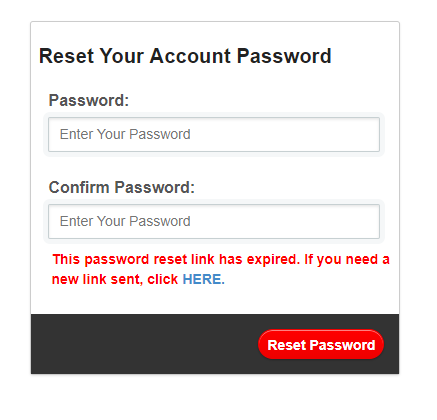 Reset Your Account Password
Password:
Enter Your Password
Confirm Password:
Enter Your Password
This password reset link has expired. If you need a
new link sent, click HERE.
Reset Password